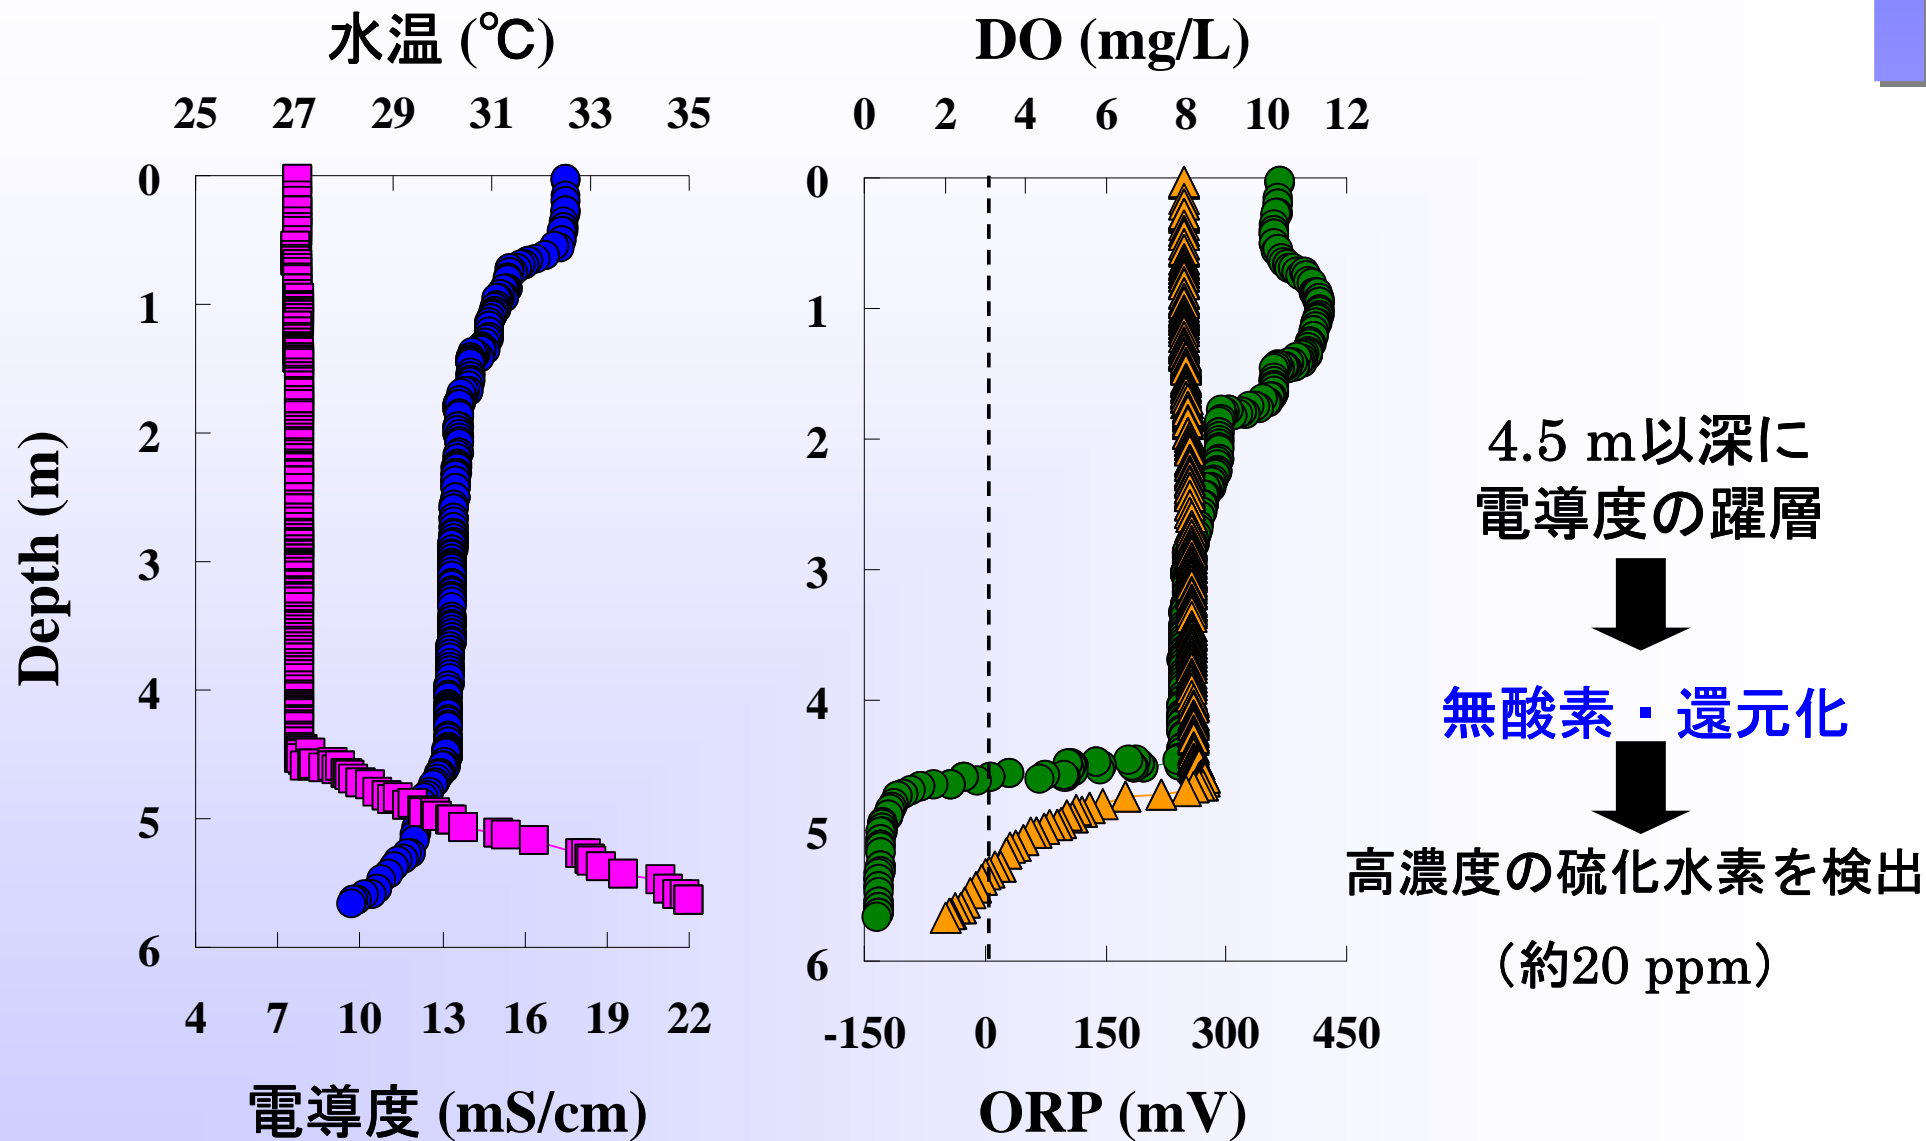 水温 (℃)
25 27 29 31 33 35
0
1
2
3
4
5
6
Depth (m)
4 7 10 13 16 19 22
電導度 (mS/cm)
DO (mg/L)
0 2 4 6 8 10 12
0
1
2
3
4
5
6
-150 0 150 300 450
ORP (mV)
4.5 m以深に
電導度の躍層
無酸素・還元化
高濃度の硫化水素を検出
（約20 ppm）